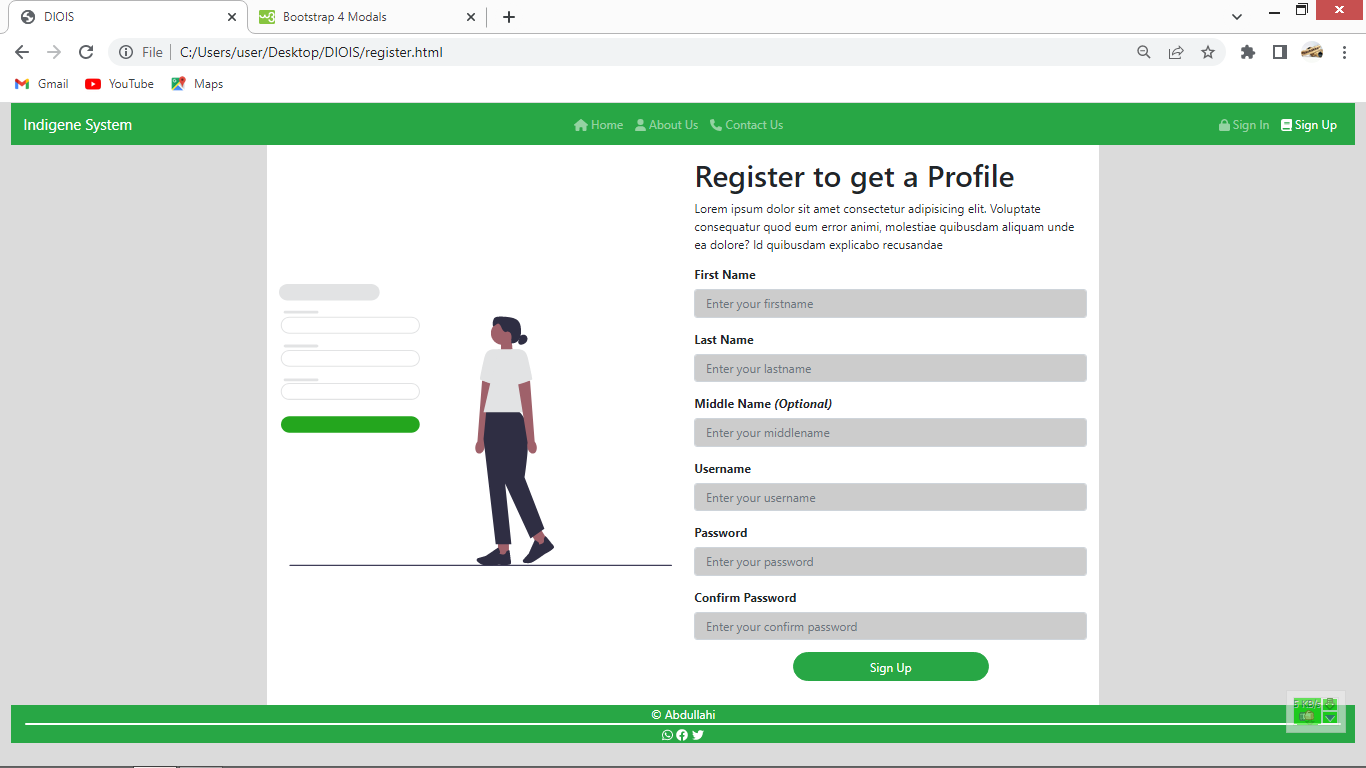 DIOIS
Bootstrap 4 Modals
File C:/Users/user/Desktop/DIOIS/register.html
Gmail YouTube Maps
Indigene System Home About Us Contact Us Sign In Sign Up
Register to get a Profile
Lorem ipsum dolor sit amet consectetur adipisicing elit. Voluptate
consequatur quod eum error animi, molestiae quibusdam aliquam unde
ea dolore? Id quibusdam explicabo recusandae
First Name
Enter your firstname
Last Name
Enter your lastname
Middle Name (Optional)
Enter your middlename
Username
Enter your username
Password
Enter your password
Confirm Password
Enter your confirm password
Sign Up
© Abdullahi